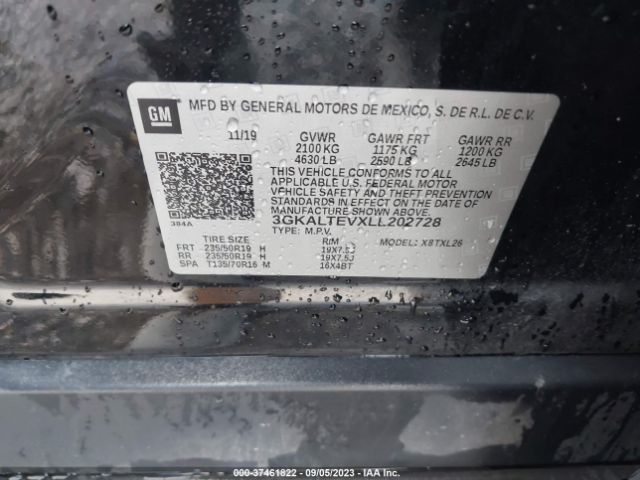 GM
MFD BY GENERAL MOTORS DE MEXICO, S. DE R.L. DE C.V.
11/19 GVWR GAWR FRT GAWR RR
2100 KG 1175 KG 1200 KG
4630 LB 2590 LB 2645 LB
THIS VEHICLE CONFORMS TO ALL
APPLICABLE U.S. FEDERAL MOTOR
VEHICLE SAFETY AND THEFT PREVENTION
STANDARDS IN EFFECT ON THE DATE OF MANUFACTURE SHOWN ABOVE.
3GKALTEVXLL202728
384A TYPE: M.P.V. MODEL: X8TXL26
TIRE SIZE RIM
FRT 235/50R19 H 19X7.5J
RR 235/50R19 H 19X7.5J
SPA T135/70R16 M 16X4BT
000-37461822 - 09/05/2023 - IAA Inc.